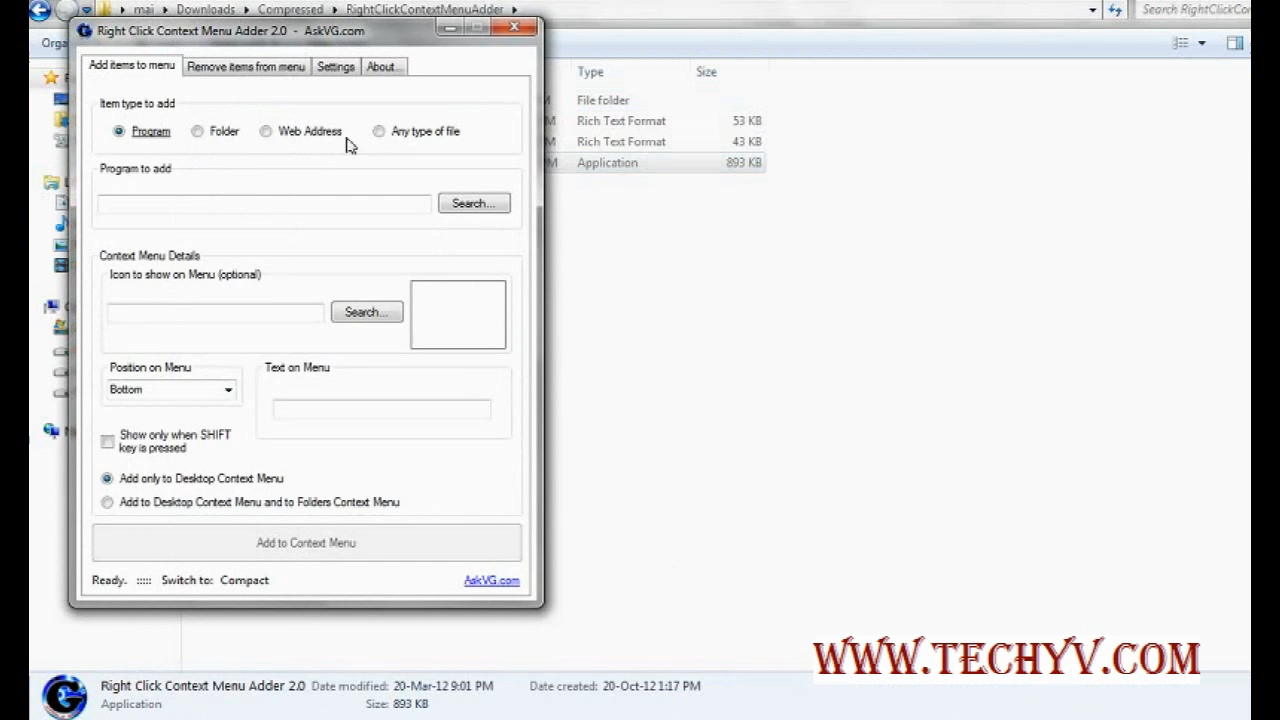 mai ▸ Downloads ▸ Compressed ▸ RightClickContextMenuAdder ▸
Search RightClickCon
Orga
Right Click Context Menu Adder 2.0 - AskVG.com
Add items to menu Remove items from menu Settings About...
Type Size
Item type to add
File folder
Program Folder Web Address Any type of file
M Rich Text Format 53 KB
M Rich Text Format 43 KB
M Application 893 KB
Program to add
Search...
Context Menu Details
Icon to show on Menu (optional)
Search...
Position on Menu Text on Menu
Bottom
Show only when SHIFT
key is pressed
Add only to Desktop Context Menu
Add to Desktop Context Menu and to Folders Context Menu
Add to Context Menu
Ready. ::::: Switch to: Compact AskVG.com
WWW.TECHYV.COM
Right Click Context Menu Adder 2.0 Date modified: 20-Mar-12 9:01 PM Date created: 20-Oct-12 1:17 PM
Application Size: 893 KB